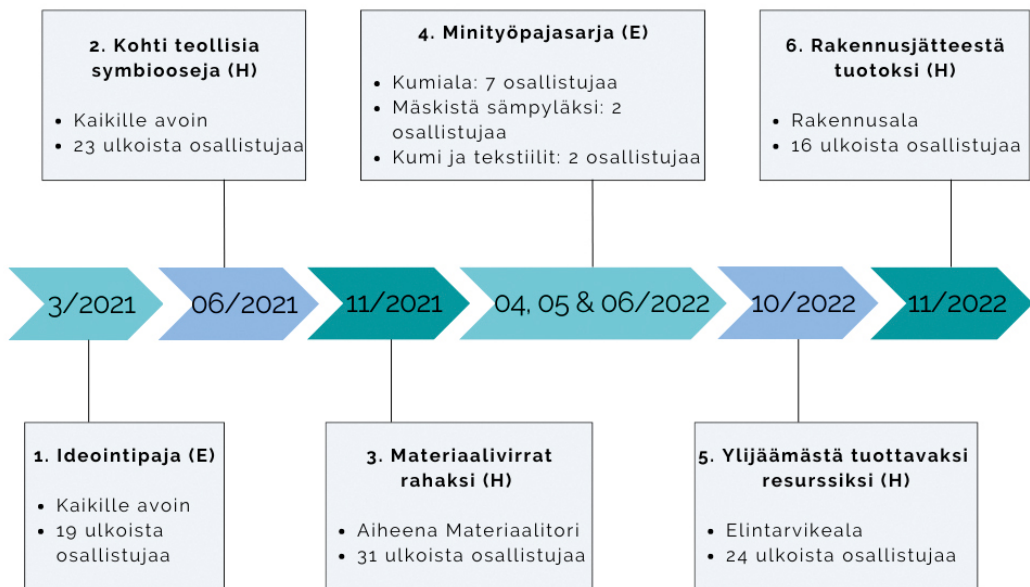 2. Kohti teollisia
symbiooseja (H)
• Kaikille avoin
• 23 ulkoista osallistujaa
4. Minityöpajasarja (E)
• Kumiala: 7 osallistujaa
• Mäskistä sämpyläksi: 2
osallistujaa
• Kumi ja tekstiilit: 2 osallistujaa
6. Rakennusjätteestä
tuotoksi (H)
• Rakennusala
• 16 ulkoista osallistujaa
3/2021
06/2021
11/2021
04, 05 & 06/2022
10/2022
11/2022
1. Ideointipaja (E)
• Kaikille avoin
• 19 ulkoista
osallistujaa
3. Materiaalivirrat
rahaksi (H)
• Aiheena Materiaalitori
• 31 ulkoista osallistujaa
5. Ylijäämästä tuottavaksi
resurssiksi (H)
• Elintarvikeala
• 24 ulkoista osallistujaa